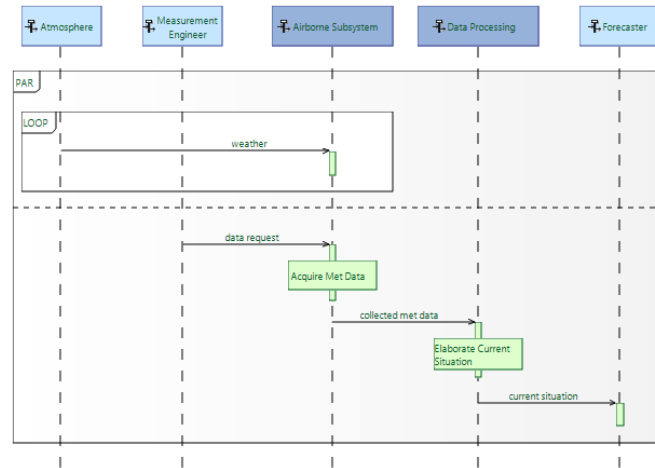 Atmosphere
Measurement
Engineer
Airborne Subsystem
Data Processing
Forecaster
PAR
LOOP
weather
data request
Acquire Met Data
collected met data
Elaborate Current
Situation
current situation